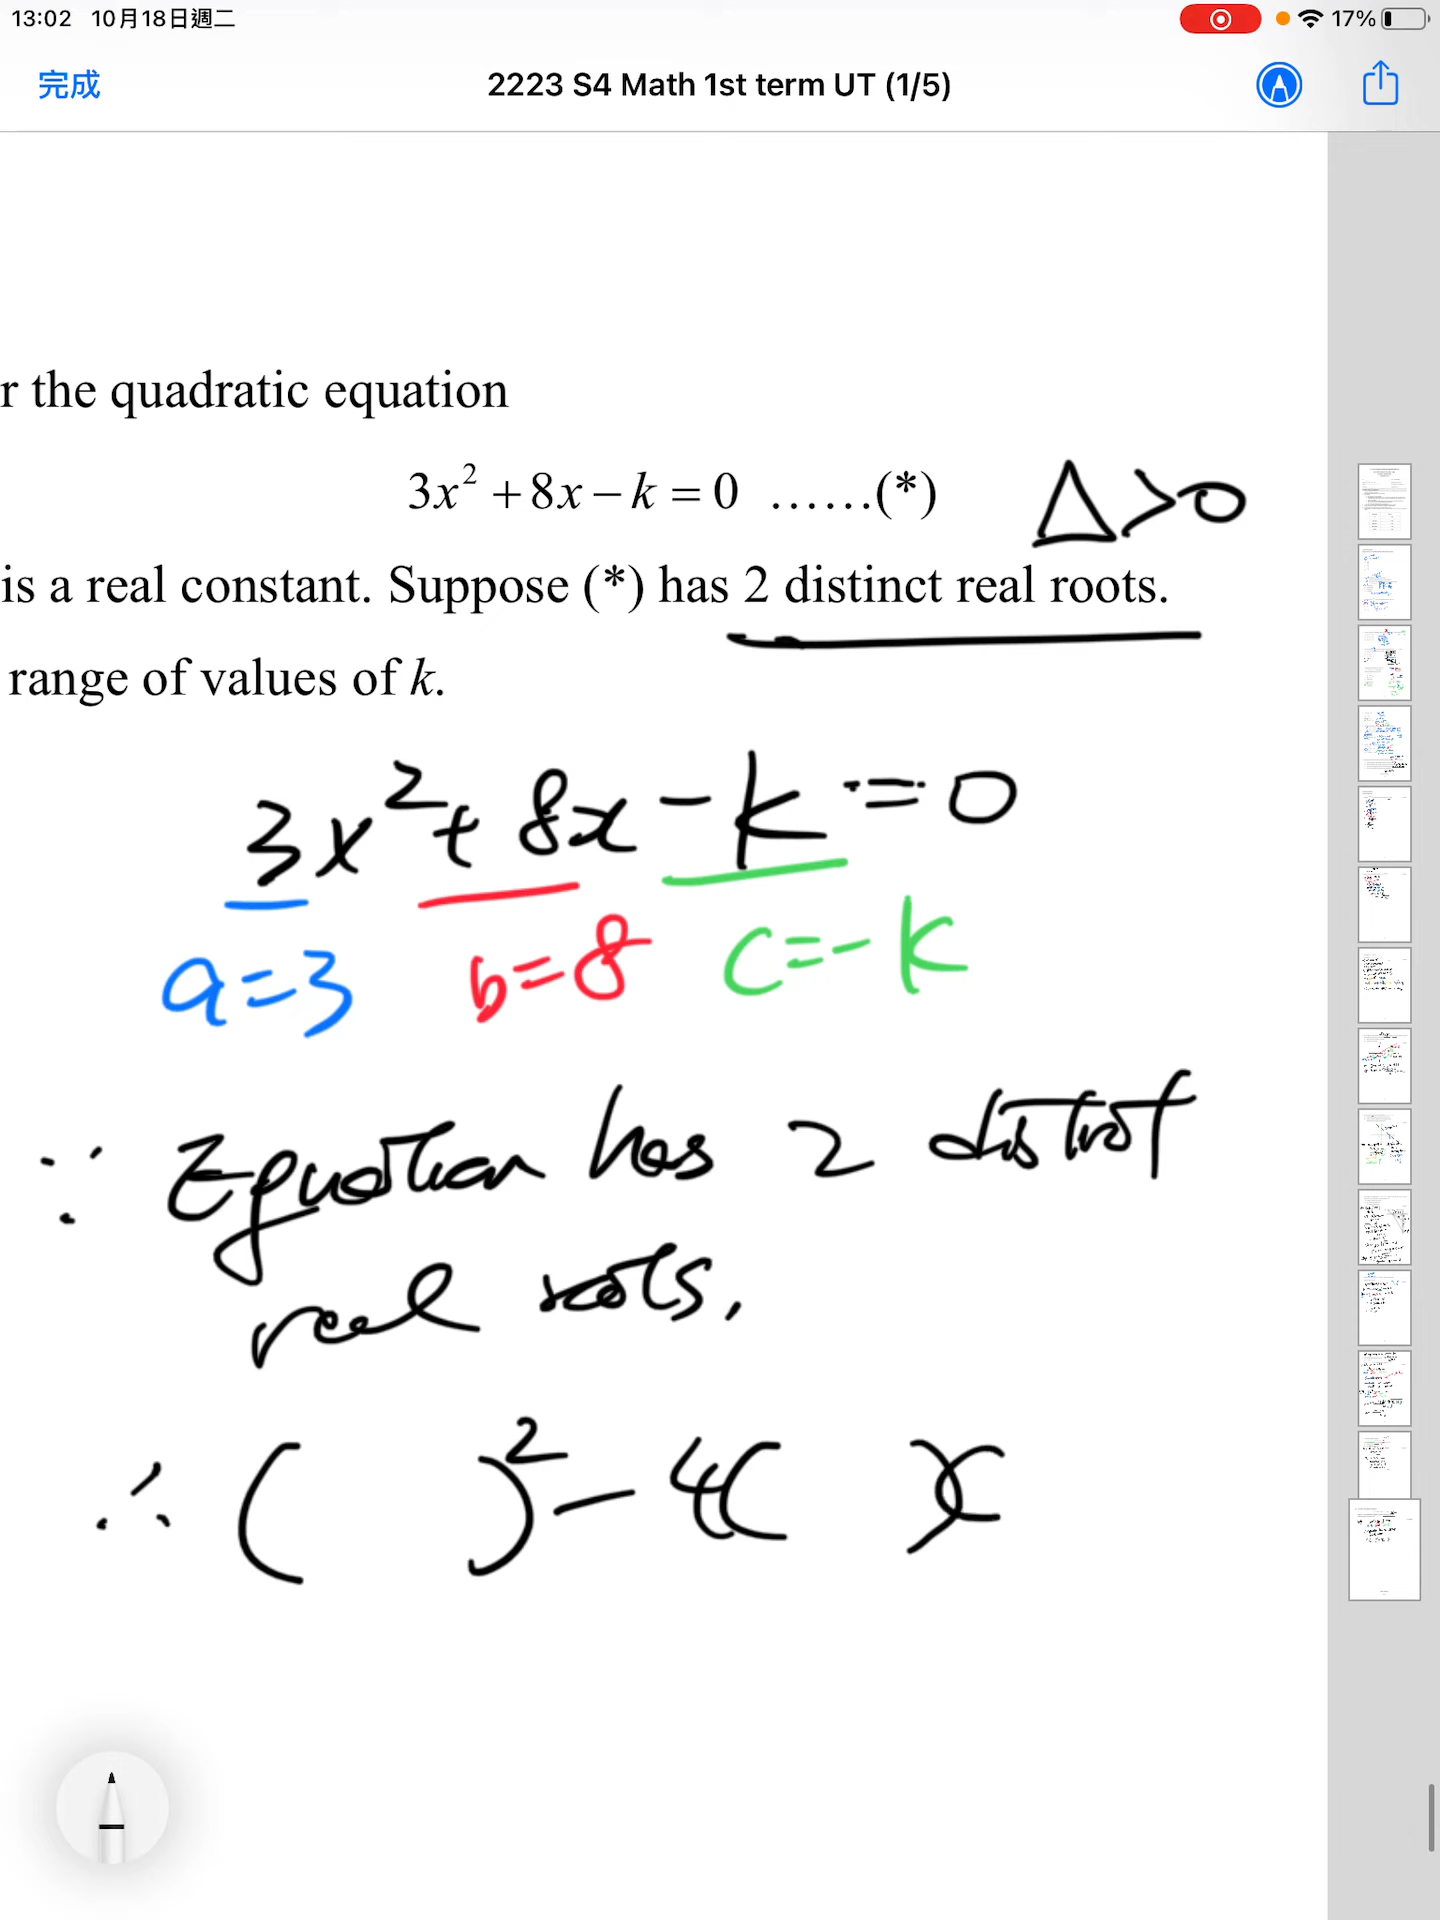 13:02 10月18日週二 17%
完成 2223 S4 Math 1st term UT (1/5)
r the quadratic equation
3x² + 8x − k = 0 ……(*) Δ>0
is a real constant. Suppose (*) has 2 distinct real roots.
range of values of k.
3x² + 8x − k = 0
a=3 b=8 c=−k
∵ Equation has 2 distinct
real roots,
∴ ( )² − 4( )(